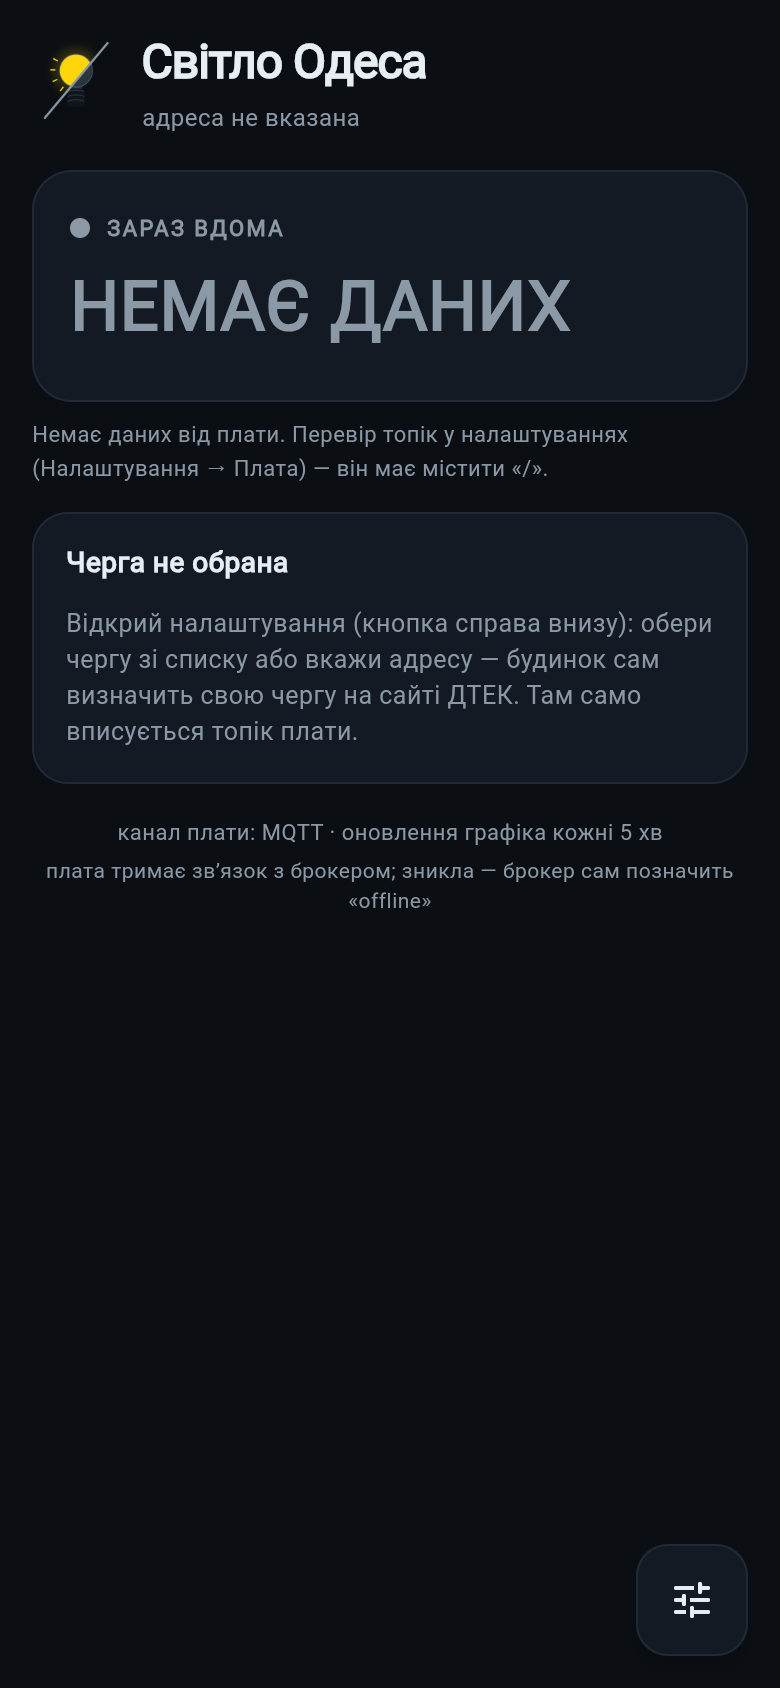 Світло Одеса
адреса не вказана
ЗАРАЗ ВДОМА
НЕМАЄ ДАНИХ
Немає даних від плати. Перевір топік у налаштуваннях
(Налаштування → Плата) — він має містити «/».
Черга не обрана
Відкрий налаштування (кнопка справа внизу): обери
чергу зі списку або вкажи адресу — будинок сам
визначить свою чергу на сайті ДТЕК. Там само
вписується топік плати.
канал плати: MQTT · оновлення графіка кожні 5 хв
плата тримає зв’язок з брокером; зникла — брокер сам позначить
«offline»